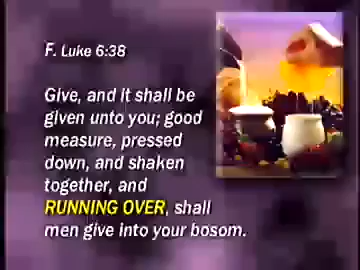 F. Luke 6:38
Give, and it shall be
given unto you; good
measure, pressed
down, and shaken
together, and
RUNNING OVER, shall
men give into your bosom.